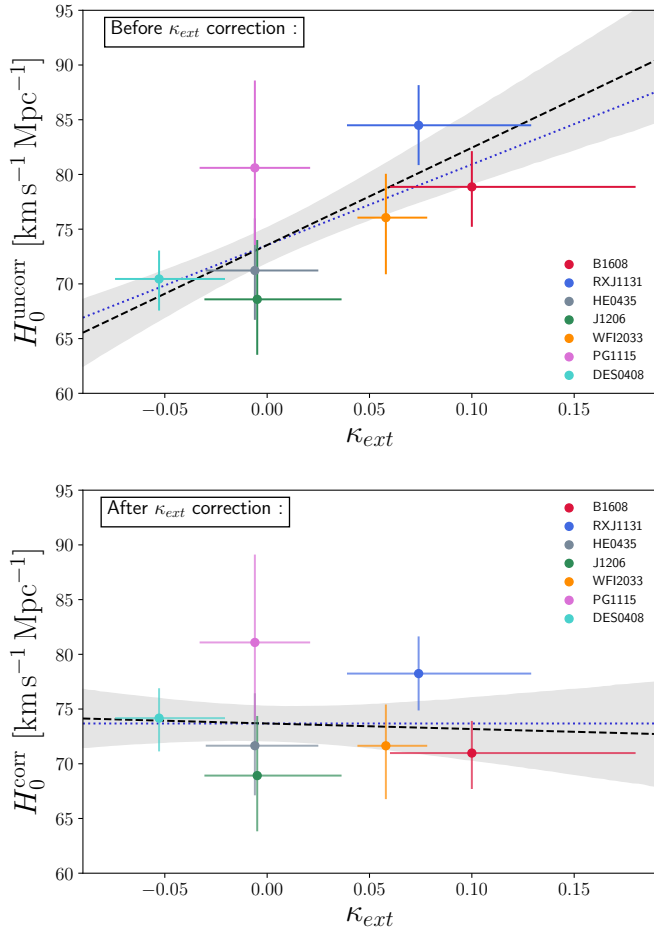 95
90
85
80
75
70
65
60
H₀^uncorr [km s⁻¹ Mpc⁻¹]
Before κ_ext correction :
B1608
RXJ1131
HE0435
J1206
WFI2033
PG1115
DES0408
−0.05 0.00 0.05 0.10 0.15
κ_ext
95
90
85
80
75
70
65
60
H₀^corr [km s⁻¹ Mpc⁻¹]
After κ_ext correction :
B1608
RXJ1131
HE0435
J1206
WFI2033
PG1115
DES0408
−0.05 0.00 0.05 0.10 0.15
κ_ext